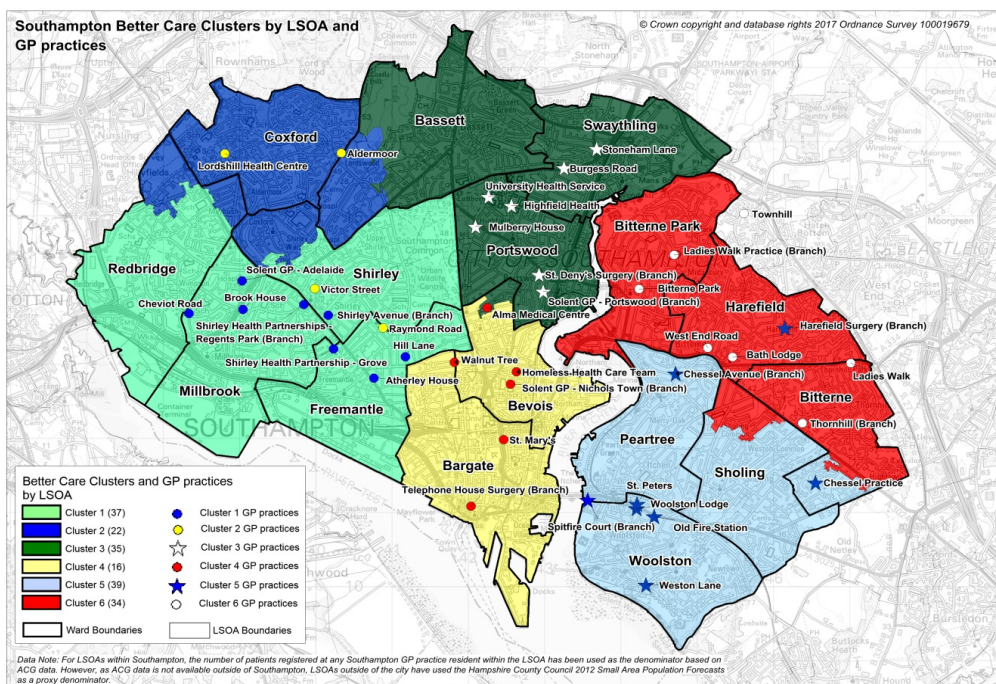 Southampton Better Care Clusters by LSOA and
GP practices
© Crown copyright and database rights 2017 Ordnance Survey 100019679
Rownhams
Nursling
North
Stoneham
Moorgreen
Bassett
Swaythling
Coxford
Stoneham Lane
Aldermoor
Lordshill Health Centre
Burgess Road
University Health Service
Highfield Health
Mulberry House
Townhill
Bitterne Park
Portswood
Ladies Walk Practice (Branch)
Redbridge
Shirley
Solent GP - Adelaide
St. Deny's Surgery (Branch)
Victor Street
Bitterne Park
Solent GP - Portswood (Branch)
Harefield
Cheviot Road
Brook House
Shirley Avenue (Branch)
Alma Medical Centre
Harefield Surgery (Branch)
Shirley Health Partnerships -
Regents Park (Branch)
Raymond Road
West End Road
Hill Lane
Bath Lodge
Shirley Health Partnership - Grove
Walnut Tree
Homeless Health Care Team
Chessel Avenue (Branch)
Ladies Walk
Atherley House
Solent GP - Nichols Town (Branch)
Millbrook
Freemantle
Bevois
Bitterne
SOUTHAMPTON
Thornhill (Branch)
St. Mary's
Peartree
Bargate
Sholing
Chessel Practice
Telephone House Surgery (Branch)
St. Peters
Woolston Lodge
Spitfire Court (Branch)
Old Fire Station
Woolston
Weston Lane
Bursledon
Better Care Clusters and GP practices
by LSOA
Cluster 1 (37)
Cluster 1 GP practices
Cluster 2 (22)
Cluster 2 GP practices
Cluster 3 (35)
Cluster 3 GP practices
Cluster 4 (16)
Cluster 4 GP practices
Cluster 5 (39)
Cluster 5 GP practices
Cluster 6 (34)
Cluster 6 GP practices
Ward Boundaries
LSOA Boundaries
Data Note: For LSOAs within Southampton, the number of patients registered at any Southampton GP practice resident within the LSOA has been used as the denominator based on
ACG data. However, as ACG data is not available outside of Southampton, LSOAs outside of the city have used the Hampshire County Council 2012 Small Area Population Forecasts
as a proxy denominator.